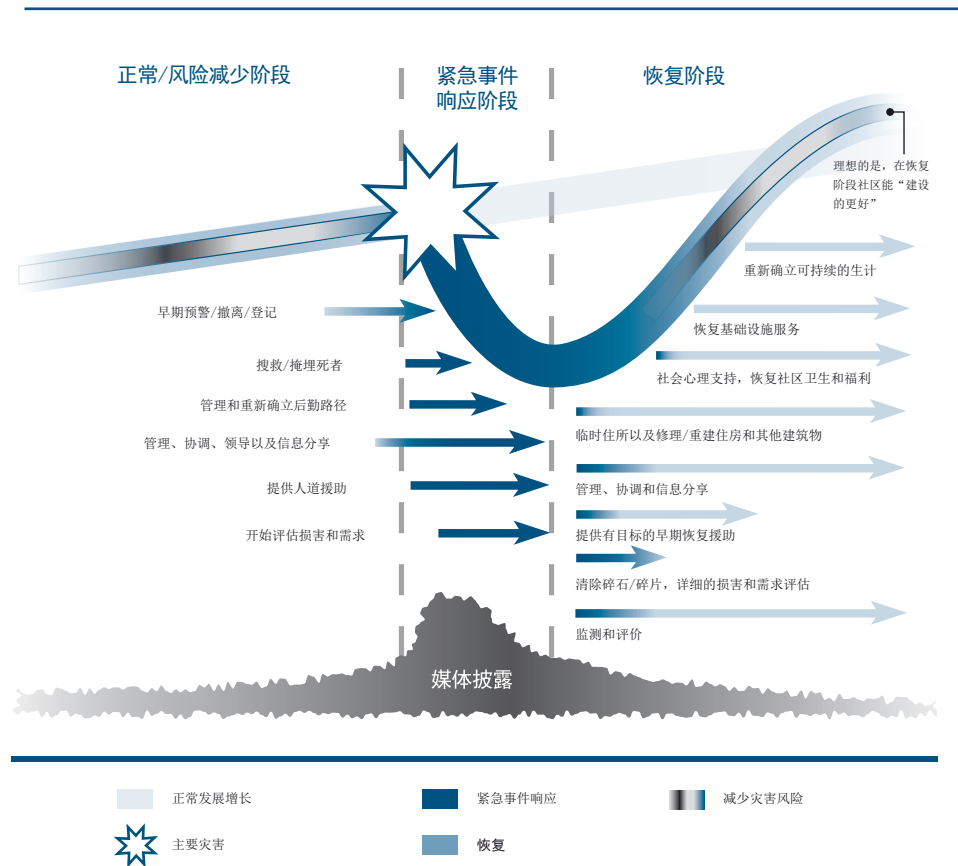 正常/风险减少阶段
紧急事件
响应阶段
恢复阶段
理想的是，在恢复
阶段社区能“建设
的更好”
重新确立可持续的生计
早期预警/撤离/登记
恢复基础设施服务
搜救/掩埋死者
社会心理支持，恢复社区卫生和福利
管理和重新确立后勤路径
临时住所以及修理/重建住房和其他建筑物
管理、协调、领导以及信息分享
提供人道援助
管理、协调和信息分享
开始评估损害和需求
提供有目标的早期恢复援助
清除碎石/碎片，详细的损害和需求评估
监测和评价
媒体披露
正常发展增长
紧急事件响应
减少灾害风险
主要灾害
恢复